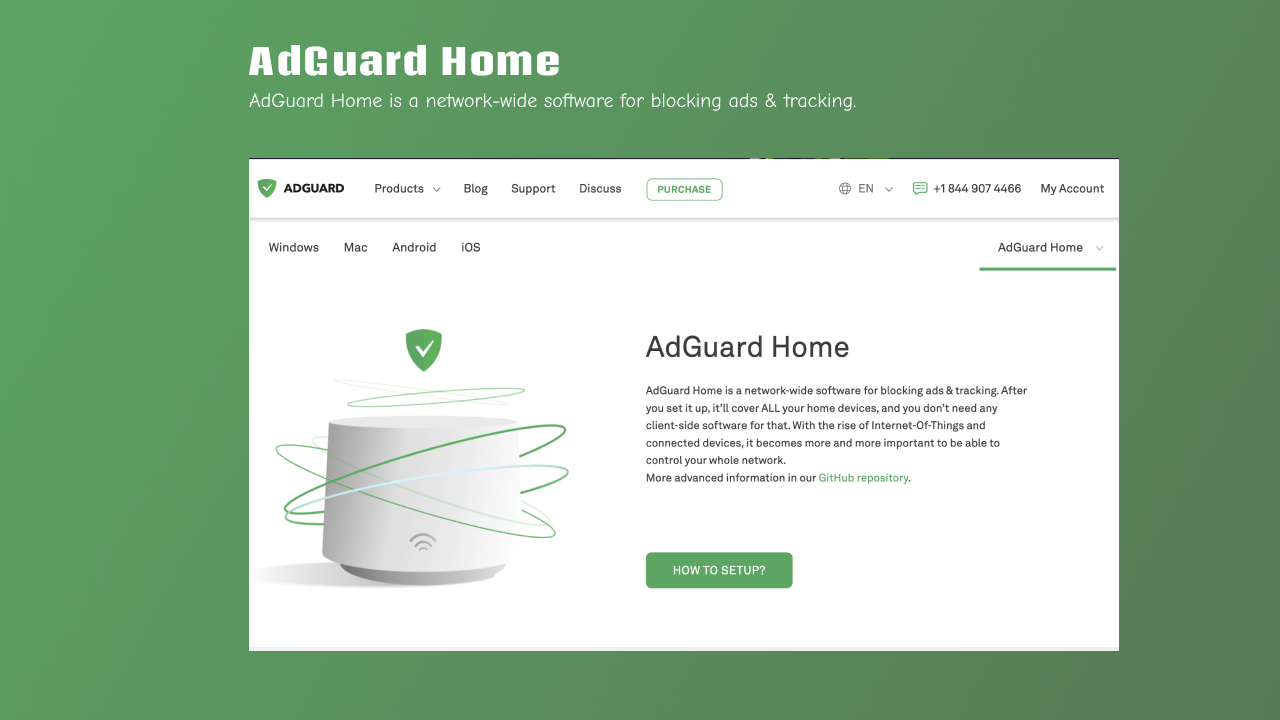 AdGuard Home
AdGuard Home is a network-wide software for blocking ads & tracking.
ADGUARD Products Blog Support Discuss PURCHASE EN +1 844 907 4466 My Account
Windows Mac Android iOS AdGuard Home
AdGuard Home
AdGuard Home is a network-wide software for blocking ads & tracking. After
you set it up, it'll cover ALL your home devices, and you don't need any
client-side software for that. With the rise of Internet-Of-Things and
connected devices, it becomes more and more important to be able to
control your whole network.
More advanced information in our GitHub repository.
HOW TO SETUP?